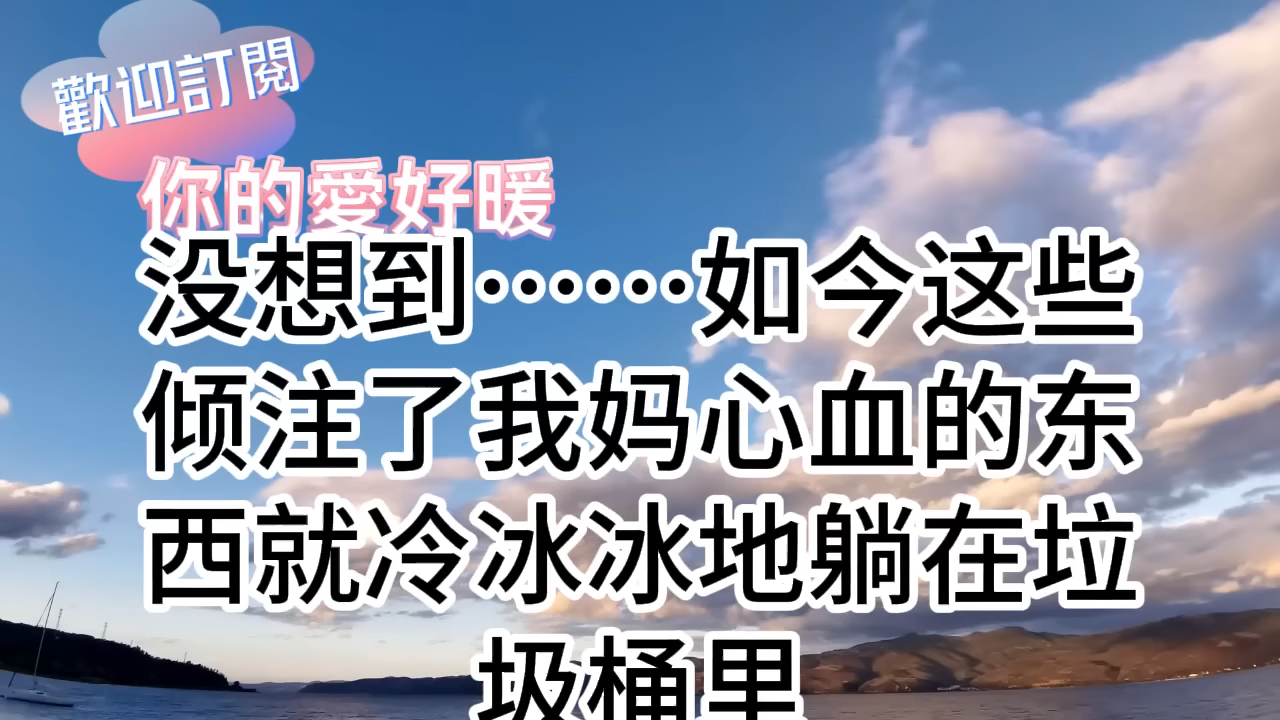 歡迎訂閱
你的愛好暖
没想到……如今这些
倾注了我妈心血的东
西就冷冰冰地躺在垃
圾桶里